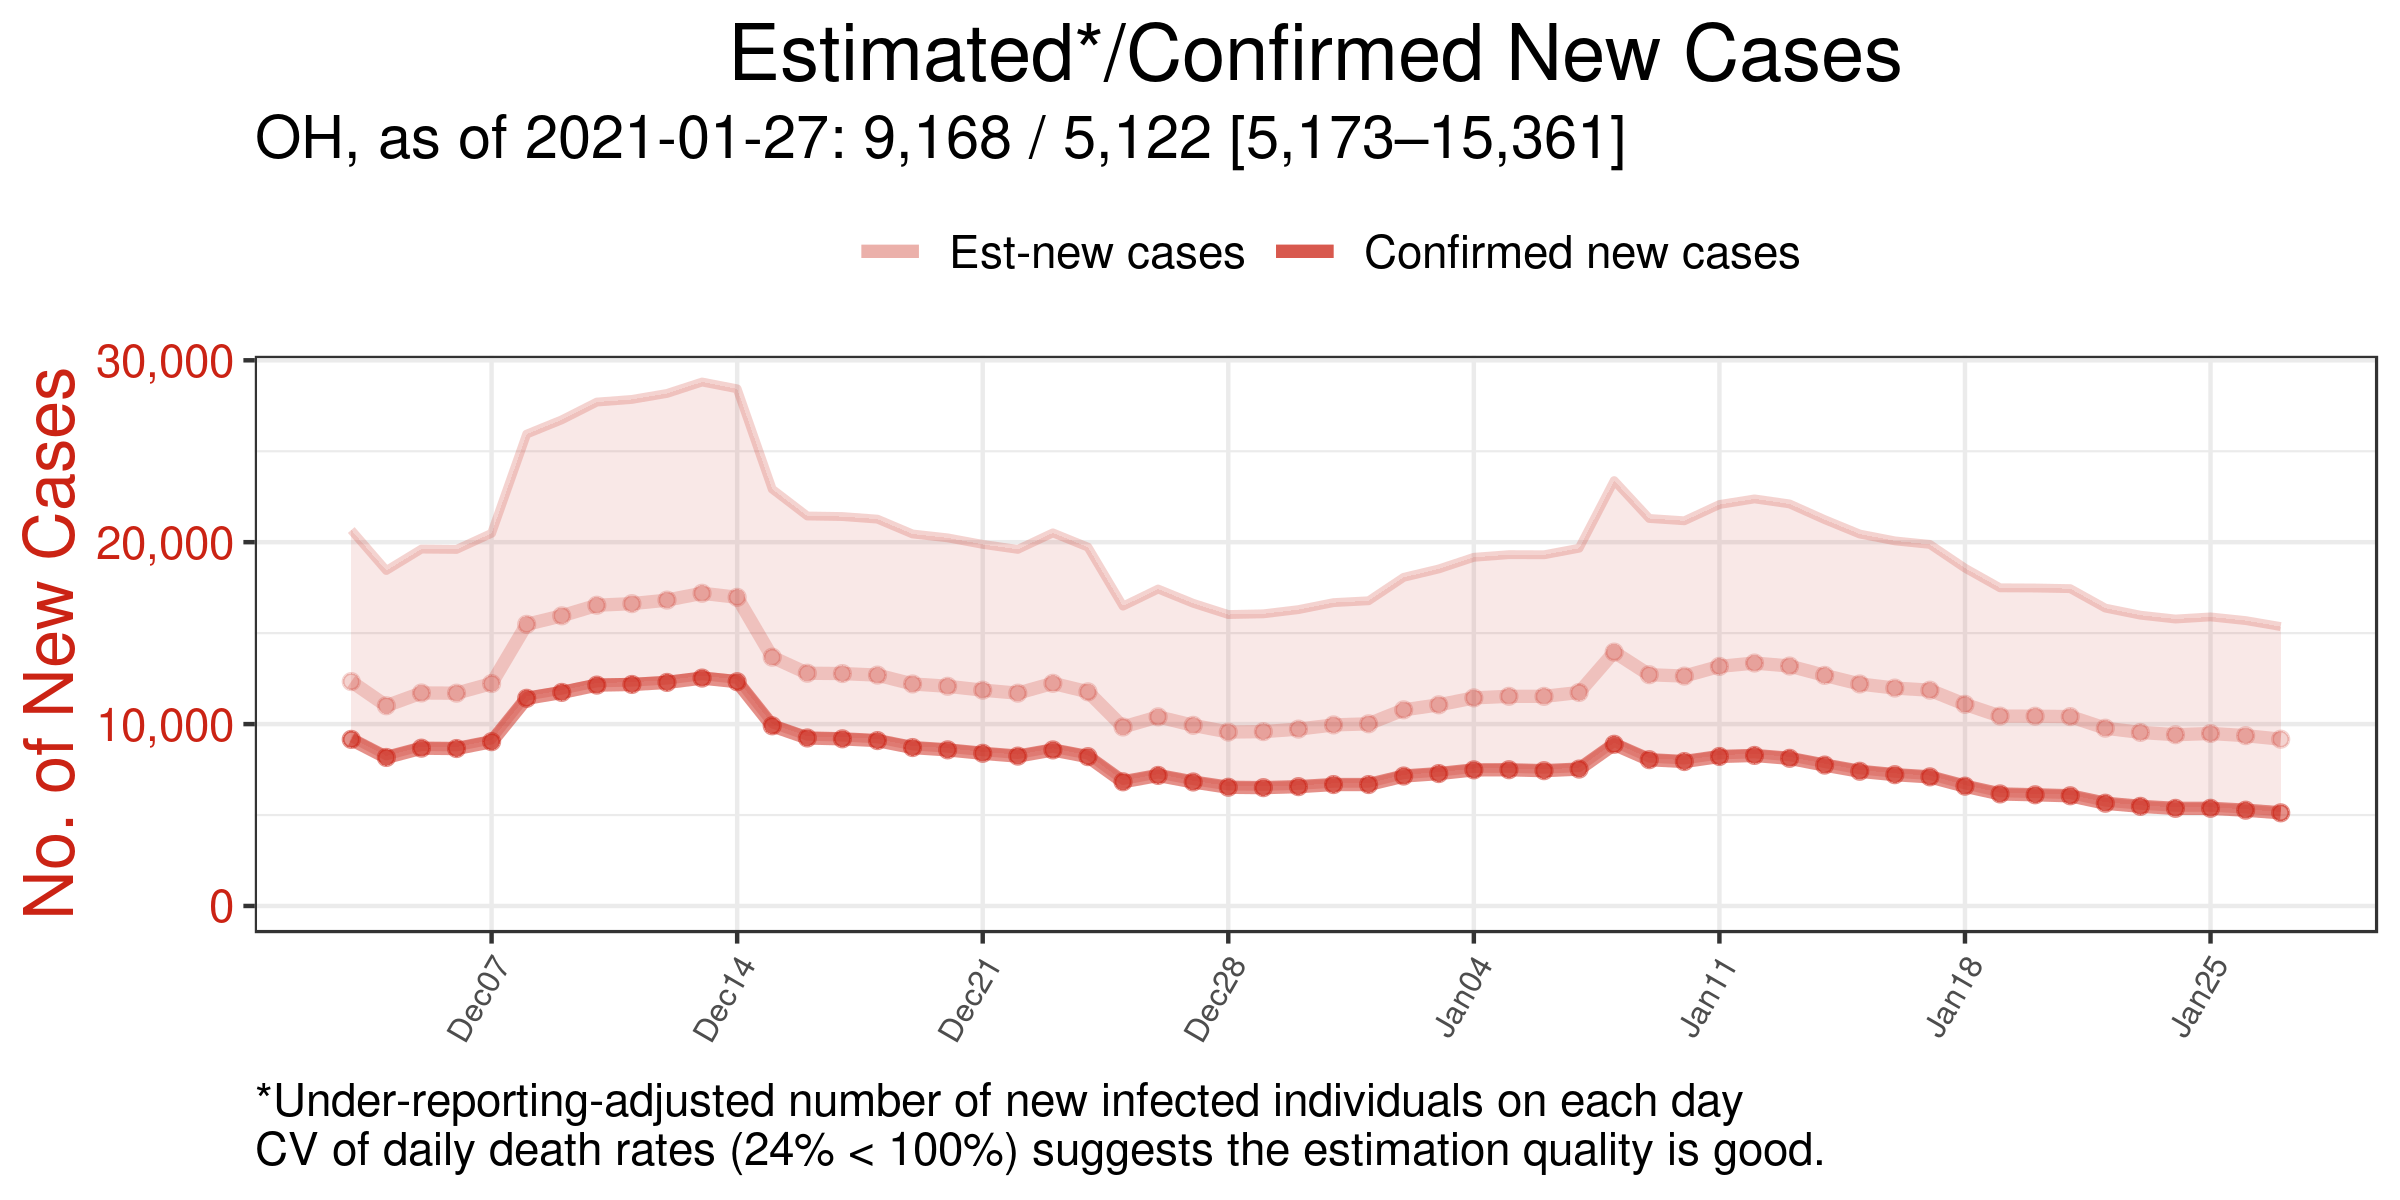 Estimated*/Confirmed New Cases
OH, as of 2021-01-27: 9,168 / 5,122 [5,173–15,361]
Est-new cases
Confirmed new cases
No. of New Cases
30,000
20,000
10,000
0
Dec07
Dec14
Dec21
Dec28
Jan04
Jan11
Jan18
Jan25
*Under-reporting-adjusted number of new infected individuals on each day
CV of daily death rates (24% < 100%) suggests the estimation quality is good.